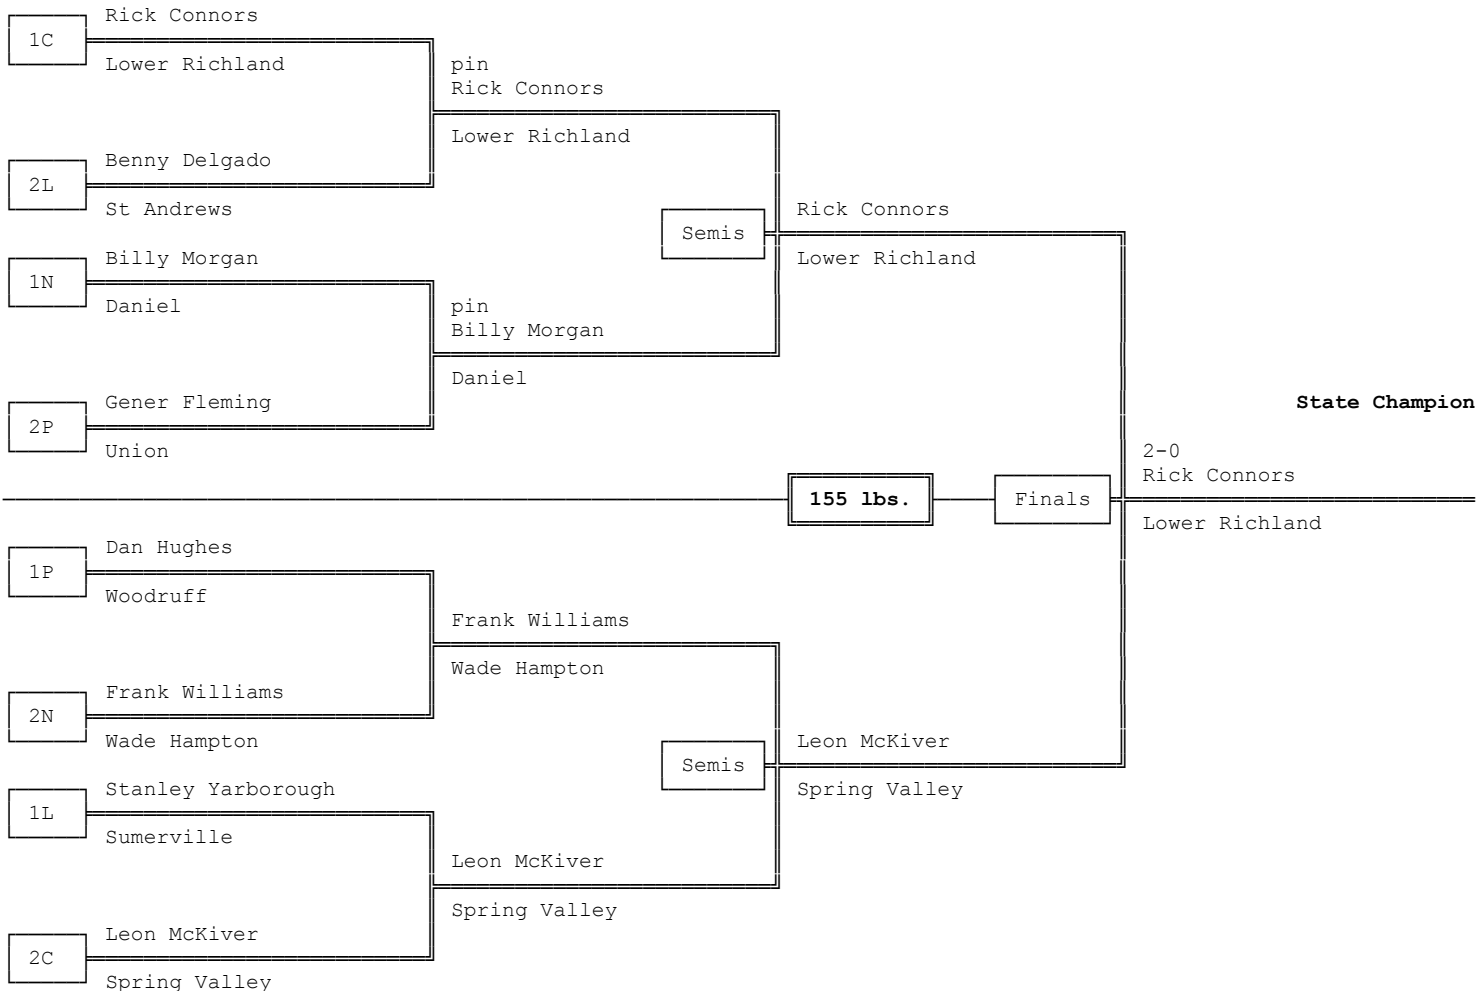 Rick Connors
1C
Lower Richland
pin
Rick Connors
Lower Richland
Benny Delgado
2L
St Andrews
Rick Connors
Semis
Lower Richland
Billy Morgan
1N
Daniel
pin
Billy Morgan
Daniel
Gener Fleming
2P
Union
State Champion
2-0
Rick Connors
155 lbs.
Finals
Lower Richland
Dan Hughes
1P
Woodruff
Frank Williams
Wade Hampton
Frank Williams
2N
Wade Hampton
Leon McKiver
Semis
Spring Valley
Stanley Yarborough
1L
Sumerville
Leon McKiver
Spring Valley
Leon McKiver
2C
Spring Valley